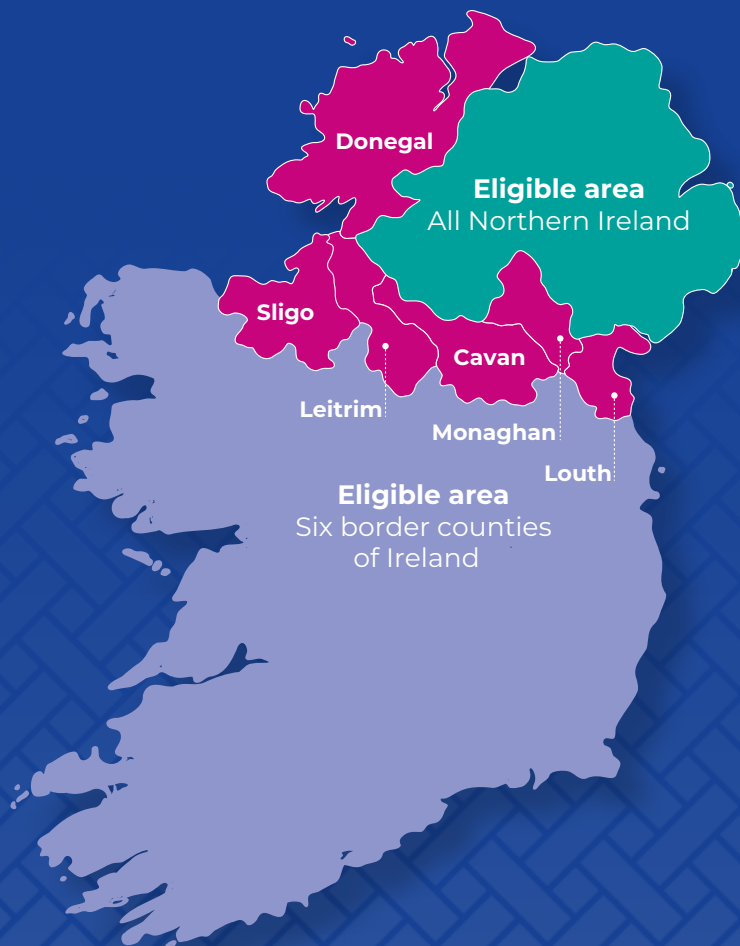 Donegal
Eligible area
All Northern Ireland
Sligo
Cavan
Leitrim
Monaghan
Louth
Eligible area
Six border counties
of Ireland